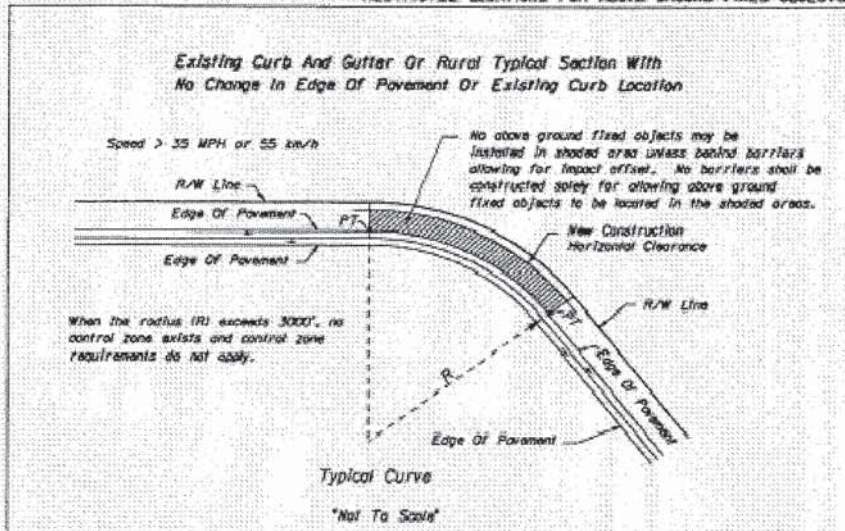 Existing Curb And Gutter Or Rural Typical Section With
No Change In Edge Of Pavement Or Existing Curb Location
Speed > 35 MPH or 55 km/h
No above ground fixed objects may be
installed in shaded area unless behind barriers
allowing for impact offset. No barriers shall be
constructed solely for allowing above ground
fixed objects to be located in the shaded areas.
R/W Line
Edge Of Pavement
PT
New Construction
Horizontal Clearance
Edge Of Pavement
R/W Line
When the radius (R) exceeds 3000', no
control zone exists and control zone
requirements do not apply.
PT
R
Edge Of Pavement
Edge Of Pavement
Typical Curve
"Not To Scale"